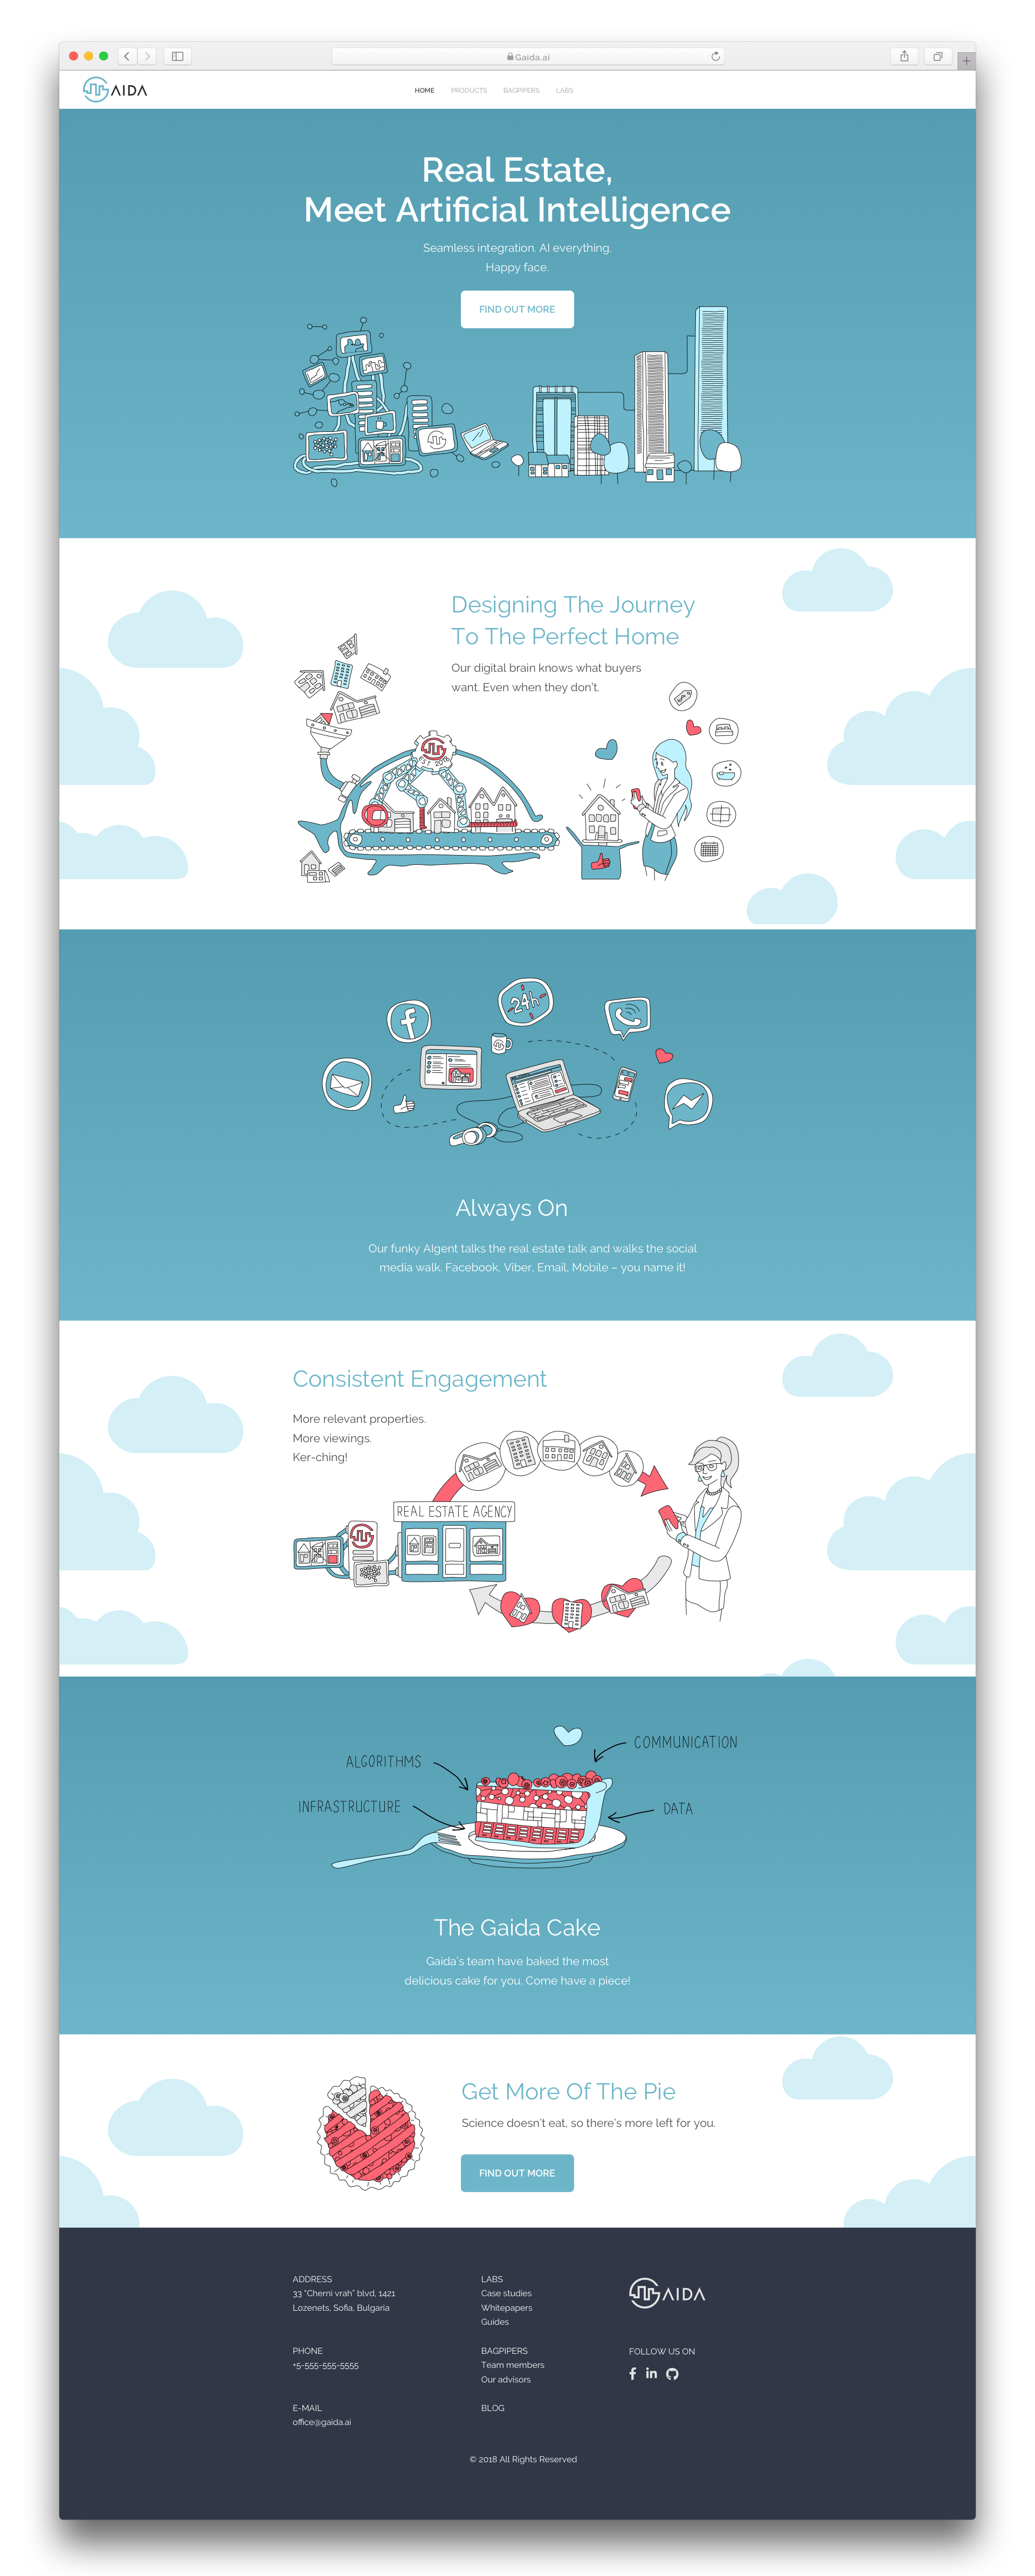 Gaida.ai
GAIDA
HOME PRODUCTS BAGPIPERS LABS
Real Estate,
Meet Artificial Intelligence
Seamless integration. AI everything.
Happy face.
FIND OUT MORE
Designing The Journey
To The Perfect Home
Our digital brain knows what buyers
want. Even when they don't.
24h
Always On
Our funky AIgent talks the real estate talk and walks the social
media walk. Facebook, Viber, Email, Mobile – you name it!
Consistent Engagement
More relevant properties.
More viewings.
Ker-ching!
REAL ESTATE AGENCY
COMMUNICATION
ALGORITHMS
INFRASTRUCTURE
DATA
The Gaida Cake
Gaida's team have baked the most
delicious cake for you. Come have a piece!
Get More Of The Pie
Science doesn't eat, so there's more left for you.
FIND OUT MORE
ADDRESS
33 "Cherni vrah" blvd, 1421
Lozenets, Sofia, Bulgaria
PHONE
+5-555-555-5555
E-MAIL
office@gaida.ai
LABS
Case studies
Whitepapers
Guides
BAGPIPERS
Team members
Our advisors
BLOG
GAIDA
FOLLOW US ON
© 2018 All Rights Reserved